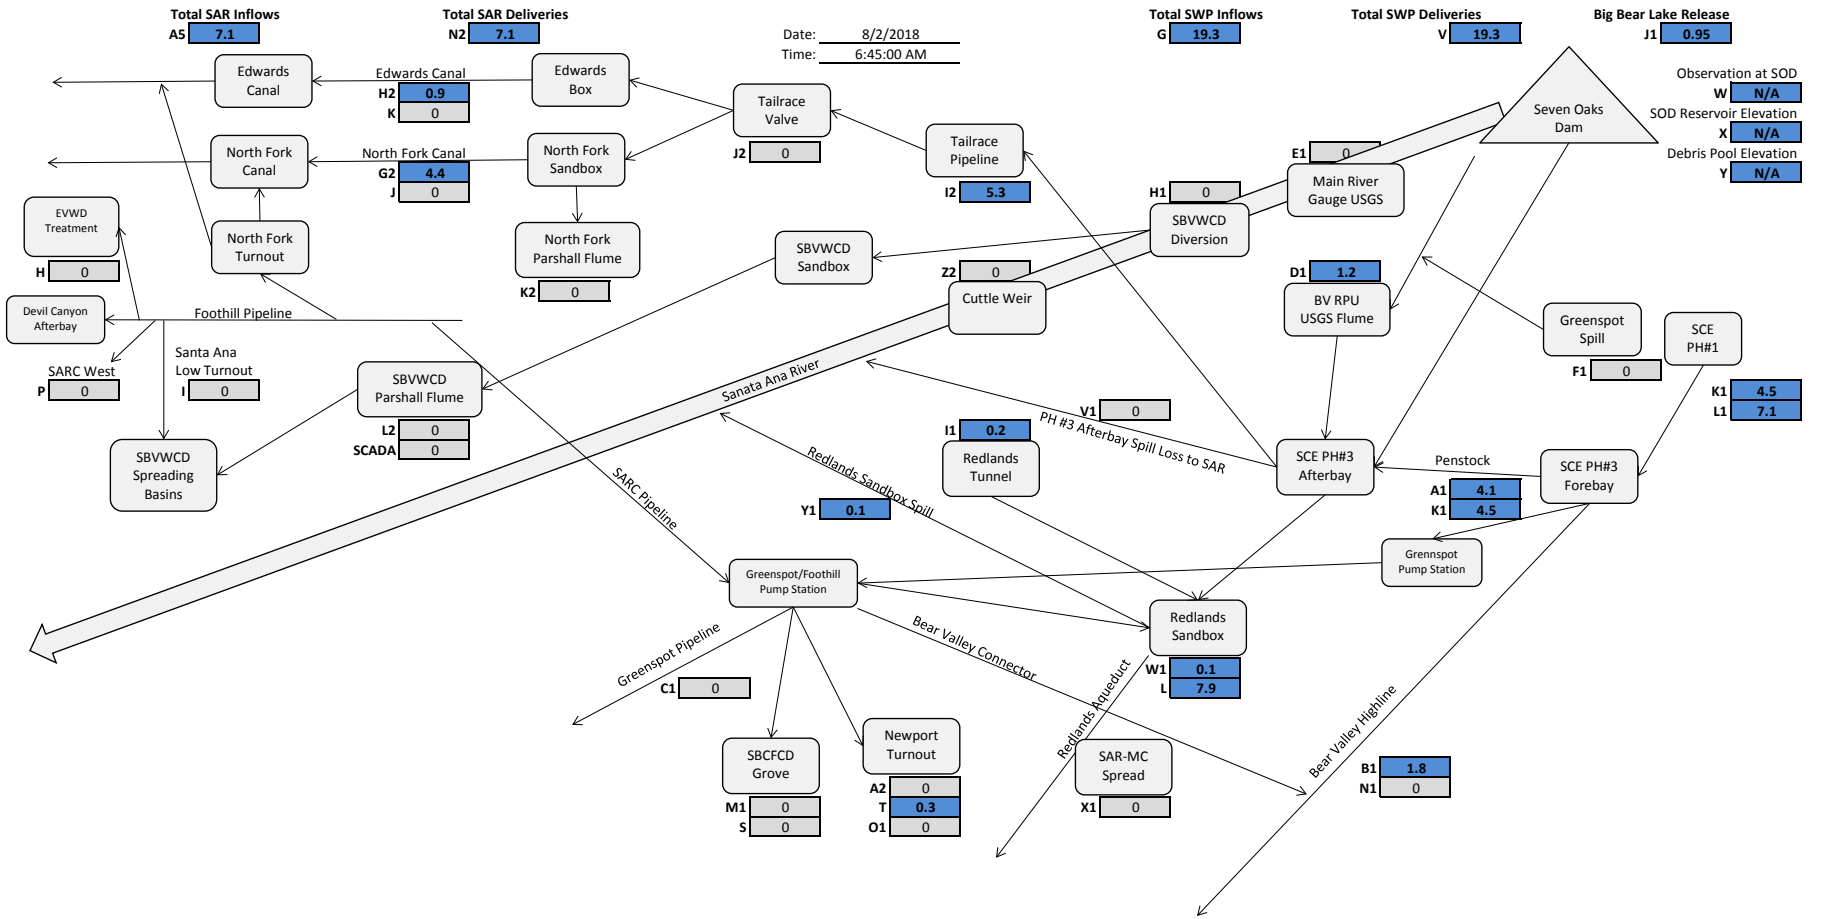 Total SAR Inflows
A5 7.1
Total SAR Deliveries
N2 7.1
Date: 8/2/2018
Time: 6:45:00 AM
Total SWP Inflows
G 19.3
Total SWP Deliveries
V 19.3
Big Bear Lake Release
J1 0.95
Edwards
Canal
Edwards Canal
H2 0.9
K 0
Edwards
Box
Tailrace
Valve
J2 0
Tailrace
Pipeline
I2 5.3
Seven Oaks
Dam
Observation at SOD
W N/A
SOD Reservoir Elevation
X N/A
Debris Pool Elevation
Y N/A
North Fork
Canal
North Fork Canal
G2 4.4
J 0
North Fork
Sandbox
E1 0
Main River
Gauge USGS
H1 0
SBVWCD
Diversion
EVWD
Treatment
H 0
North Fork
Turnout
North Fork
Parshall Flume
K2 0
SBVWCD
Sandbox
Z2 0
Cuttle Weir
D1 1.2
BV RPU
USGS Flume
Greenspot
Spill
F1 0
SCE
PH#1
K1 4.5
L1 7.1
Devil Canyon
Afterbay
Foothill Pipeline
SARC West
P 0
Santa Ana
Low Turnout
I 0
SBVWCD
Parshall Flume
L2 0
SCADA 0
Sanata Ana River
V1 0
PH #3 Afterbay Spill Loss to SAR
SBVWCD
Spreading
Basins
SARC Pipeline
Redlands Sandbox Spill
Y1 0.1
I1 0.2
Redlands
Tunnel
SCE PH#3
Afterbay
Penstock
A1 4.1
K1 4.5
SCE PH#3
Forebay
Grennspot
Pump Station
Greenspot/Foothill
Pump Station
Redlands
Sandbox
W1 0.1
L 7.9
Greenspot Pipeline
C1 0
Bear Valley Connector
Redlands Aqueduct
Bear Valley Highline
SBCFCD
Grove
M1 0
S 0
Newport
Turnout
A2 0
T 0.3
O1 0
SAR-MC
Spread
X1 0
B1 1.8
N1 0